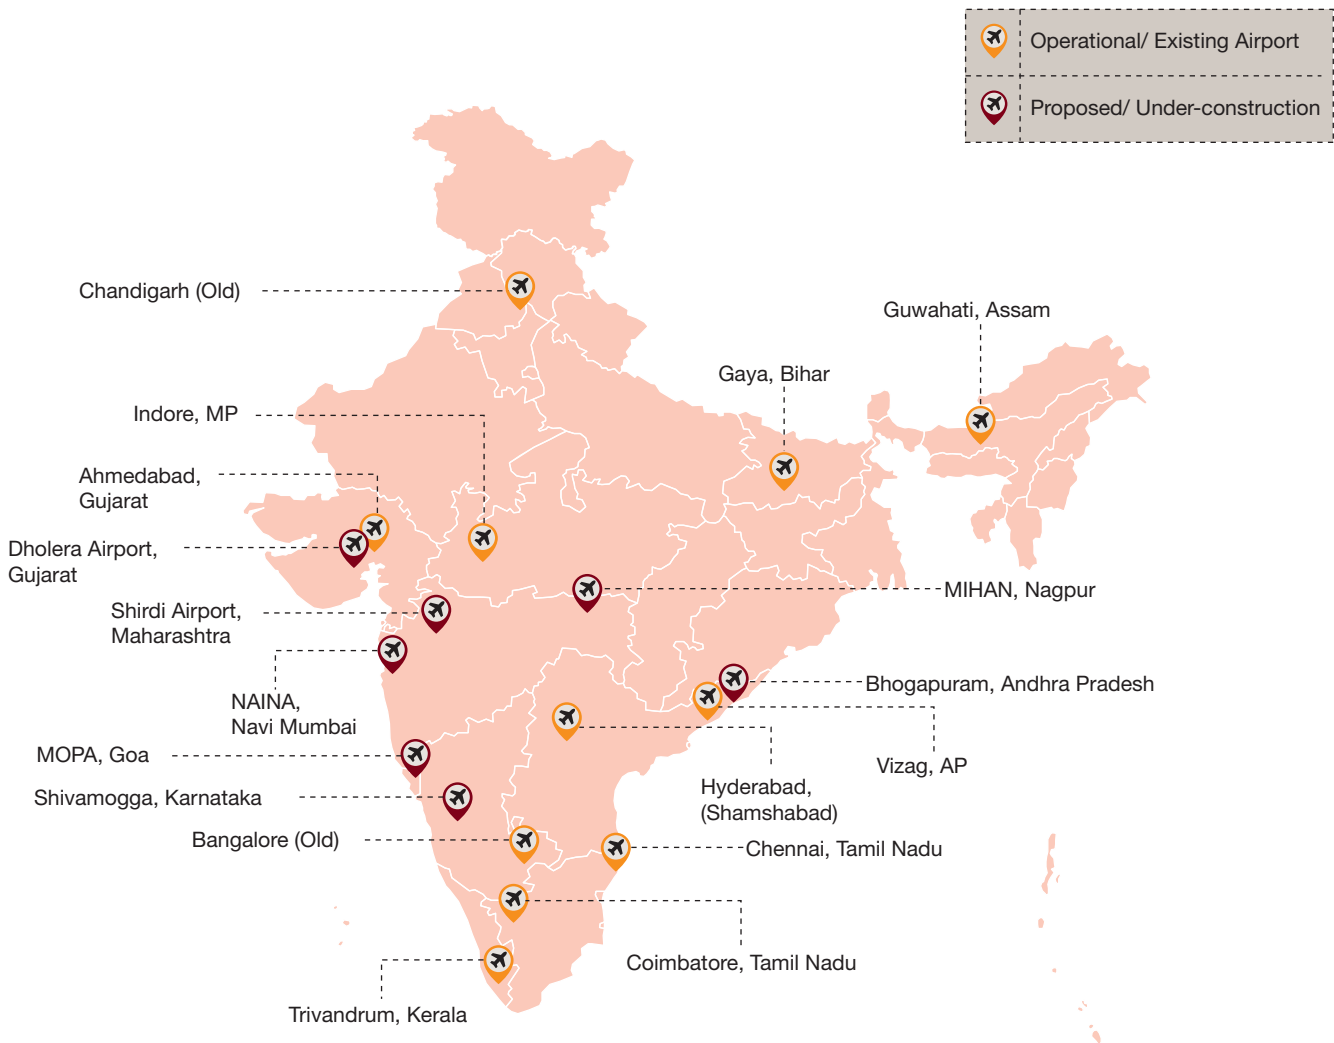 Operational/ Existing Airport
Proposed/ Under-construction
Chandigarh (Old)
Guwahati, Assam
Gaya, Bihar
Indore, MP
Ahmedabad,
Gujarat
Dholera Airport,
Gujarat
MIHAN, Nagpur
Shirdi Airport,
Maharashtra
Bhogapuram, Andhra Pradesh
NAINA,
Navi Mumbai
MOPA, Goa
Vizag, AP
Hyderabad,
(Shamshabad)
Shivamogga, Karnataka
Bangalore (Old)
Chennai, Tamil Nadu
Coimbatore, Tamil Nadu
Trivandrum, Kerala